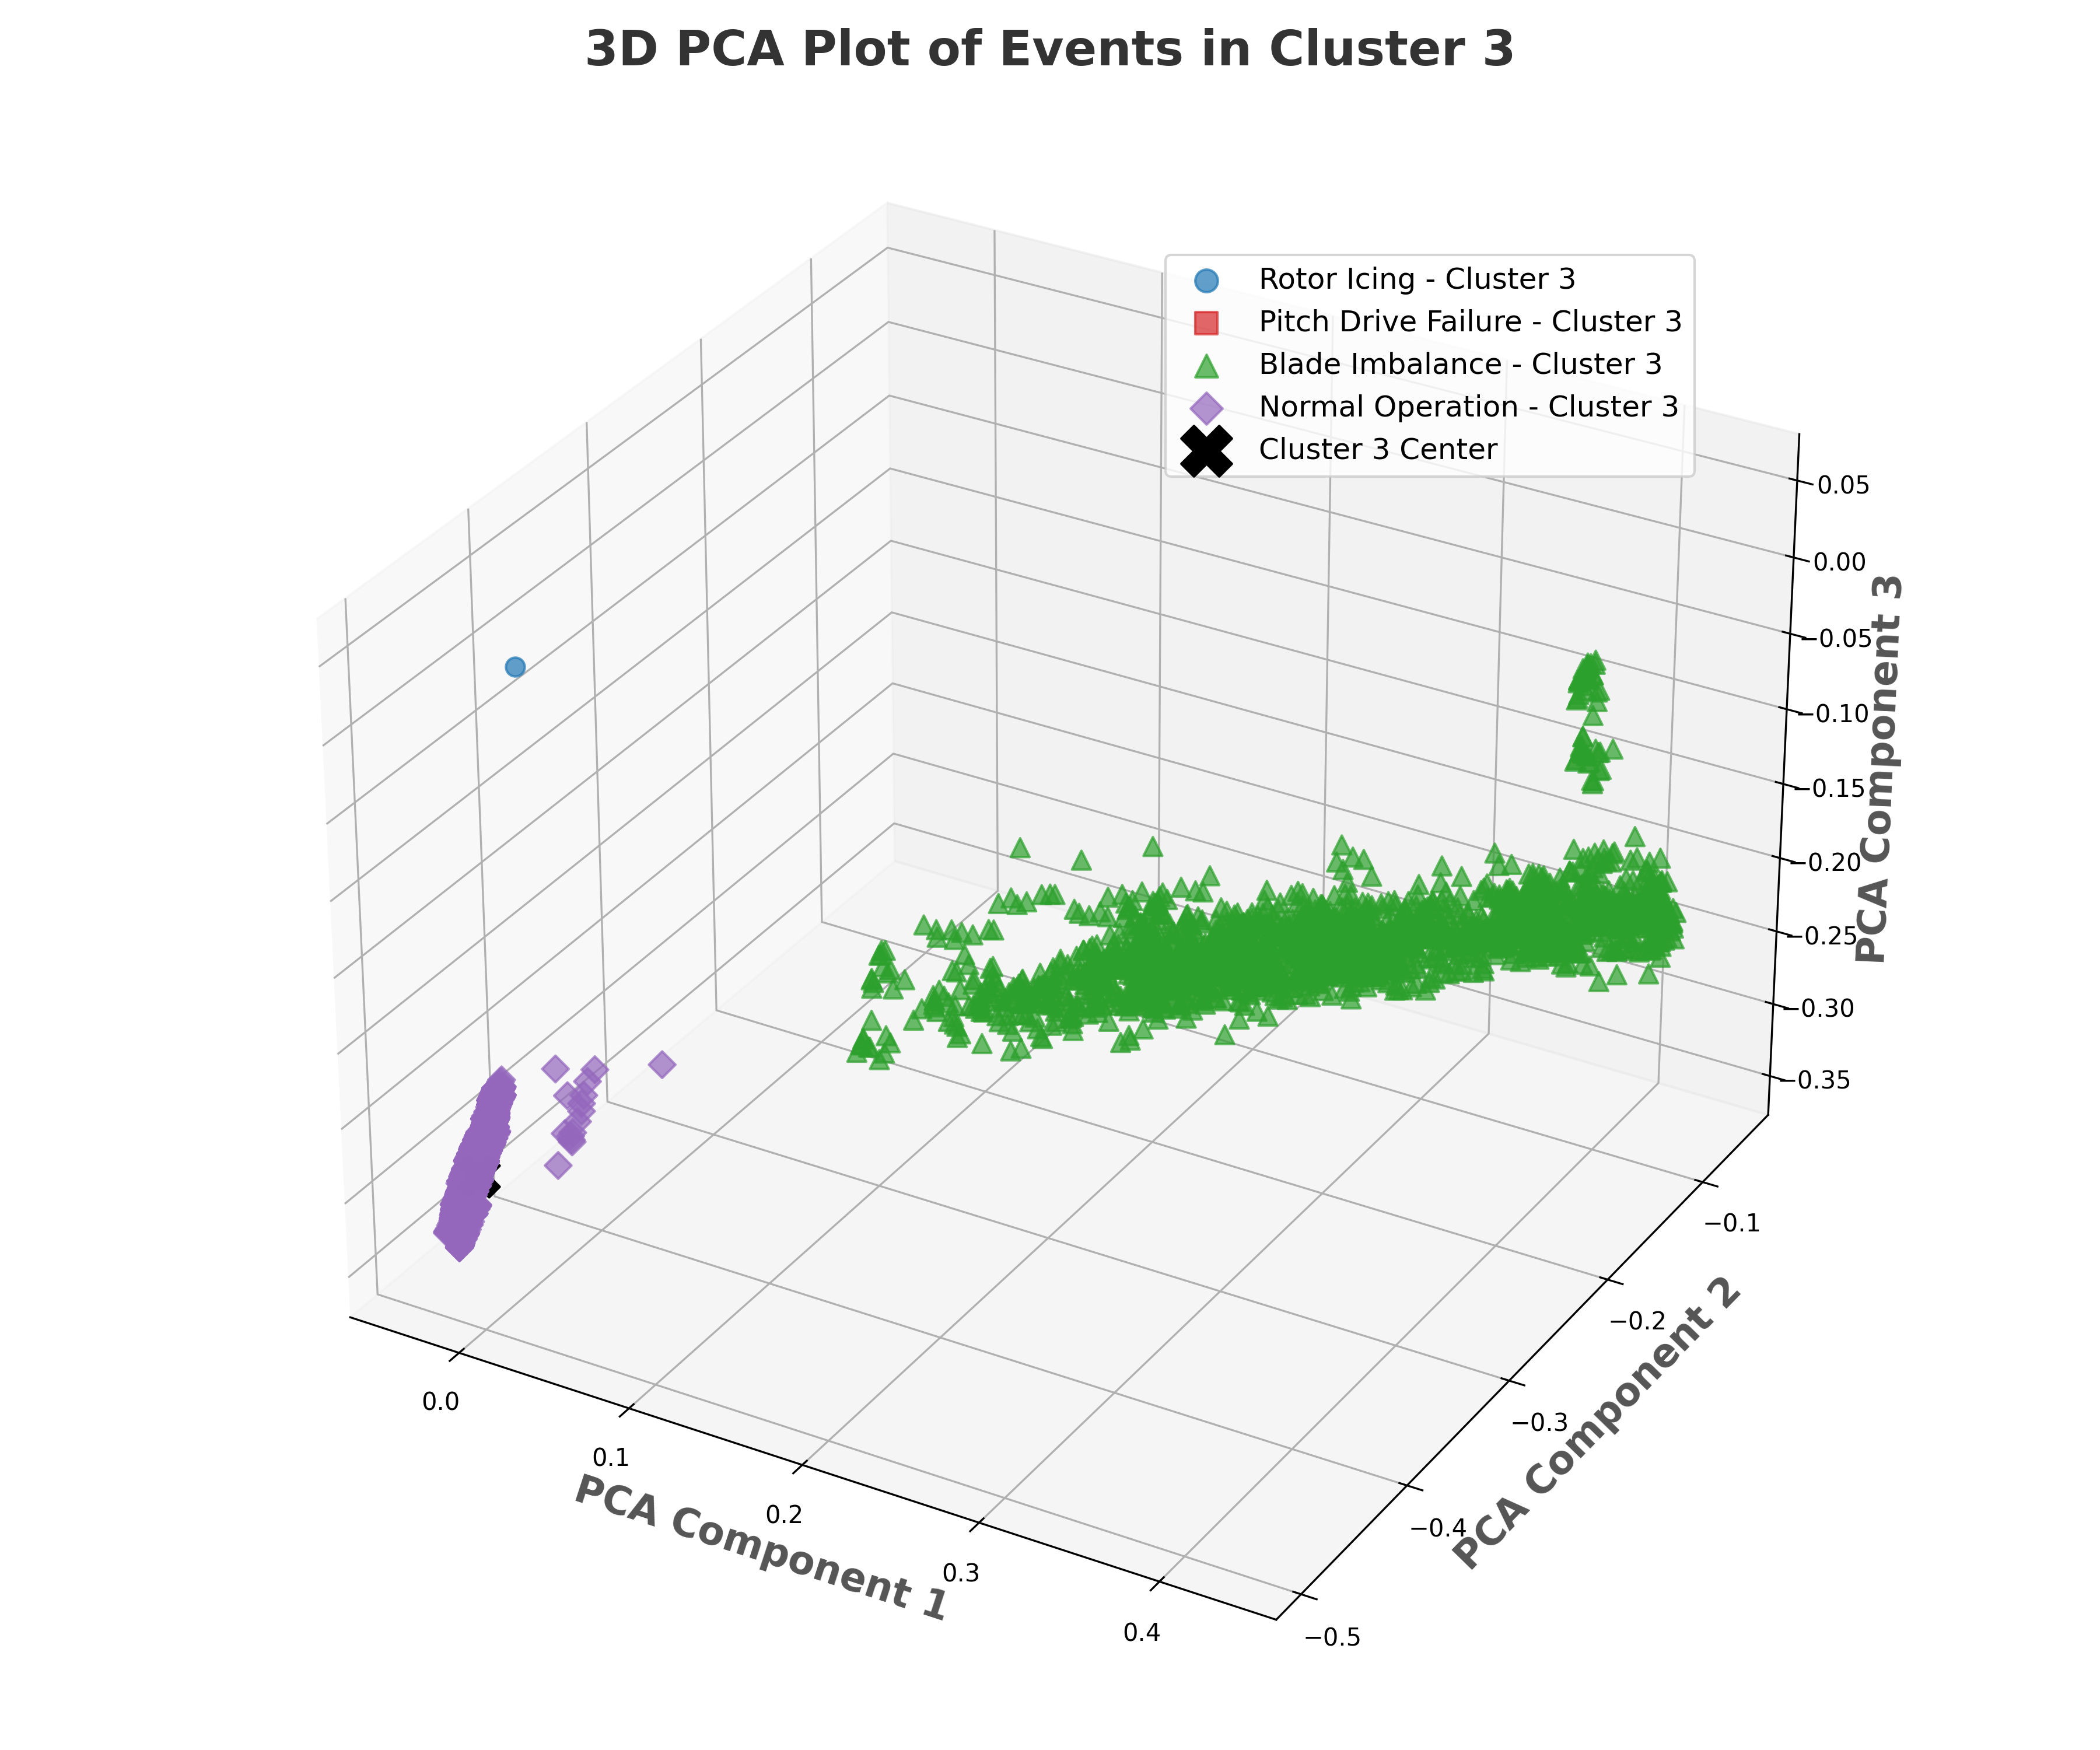 3D PCA Plot of Events in Cluster 3
Rotor Icing - Cluster 3
Pitch Drive Failure - Cluster 3
Blade Imbalance - Cluster 3
Normal Operation - Cluster 3
Cluster 3 Center
0.05
0.00
−0.05
−0.10
−0.15
−0.20
−0.25
−0.30
−0.35
PCA Component 3
−0.1
−0.2
−0.3
−0.4
−0.5
PCA Component 2
0.0
0.1
0.2
0.3
0.4
PCA Component 1